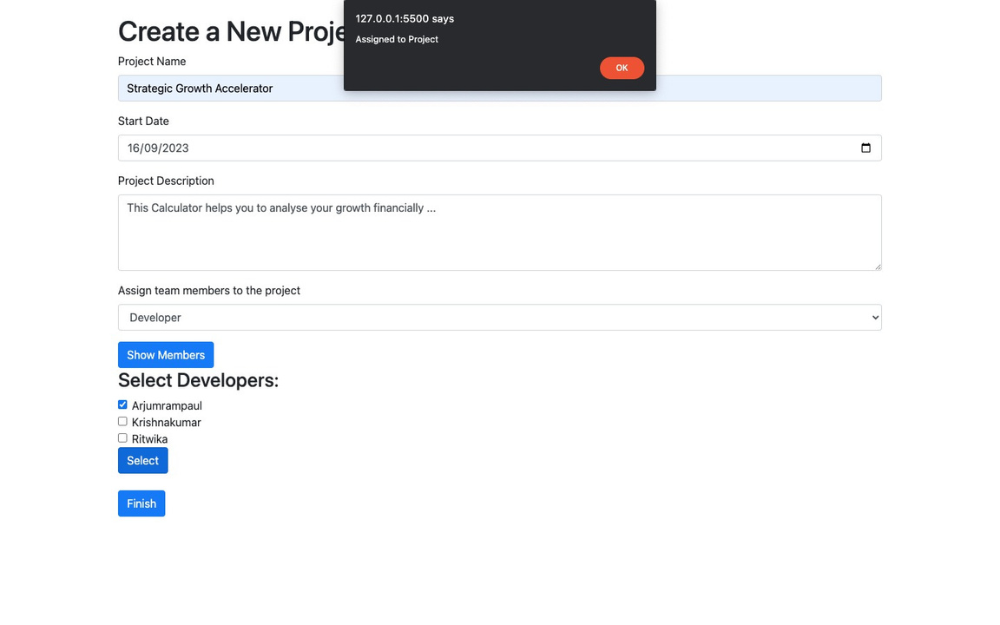 127.0.0.1:5500 says
Assigned to Project
OK
Create a New Proje
Project Name
Strategic Growth Accelerator
Start Date
16/09/2023
Project Description
This Calculator helps you to analyse your growth financially ...
Assign team members to the project
Developer
Show Members
Select Developers:
Arjumrampaul
Krishnakumar
Ritwika
Select
Finish